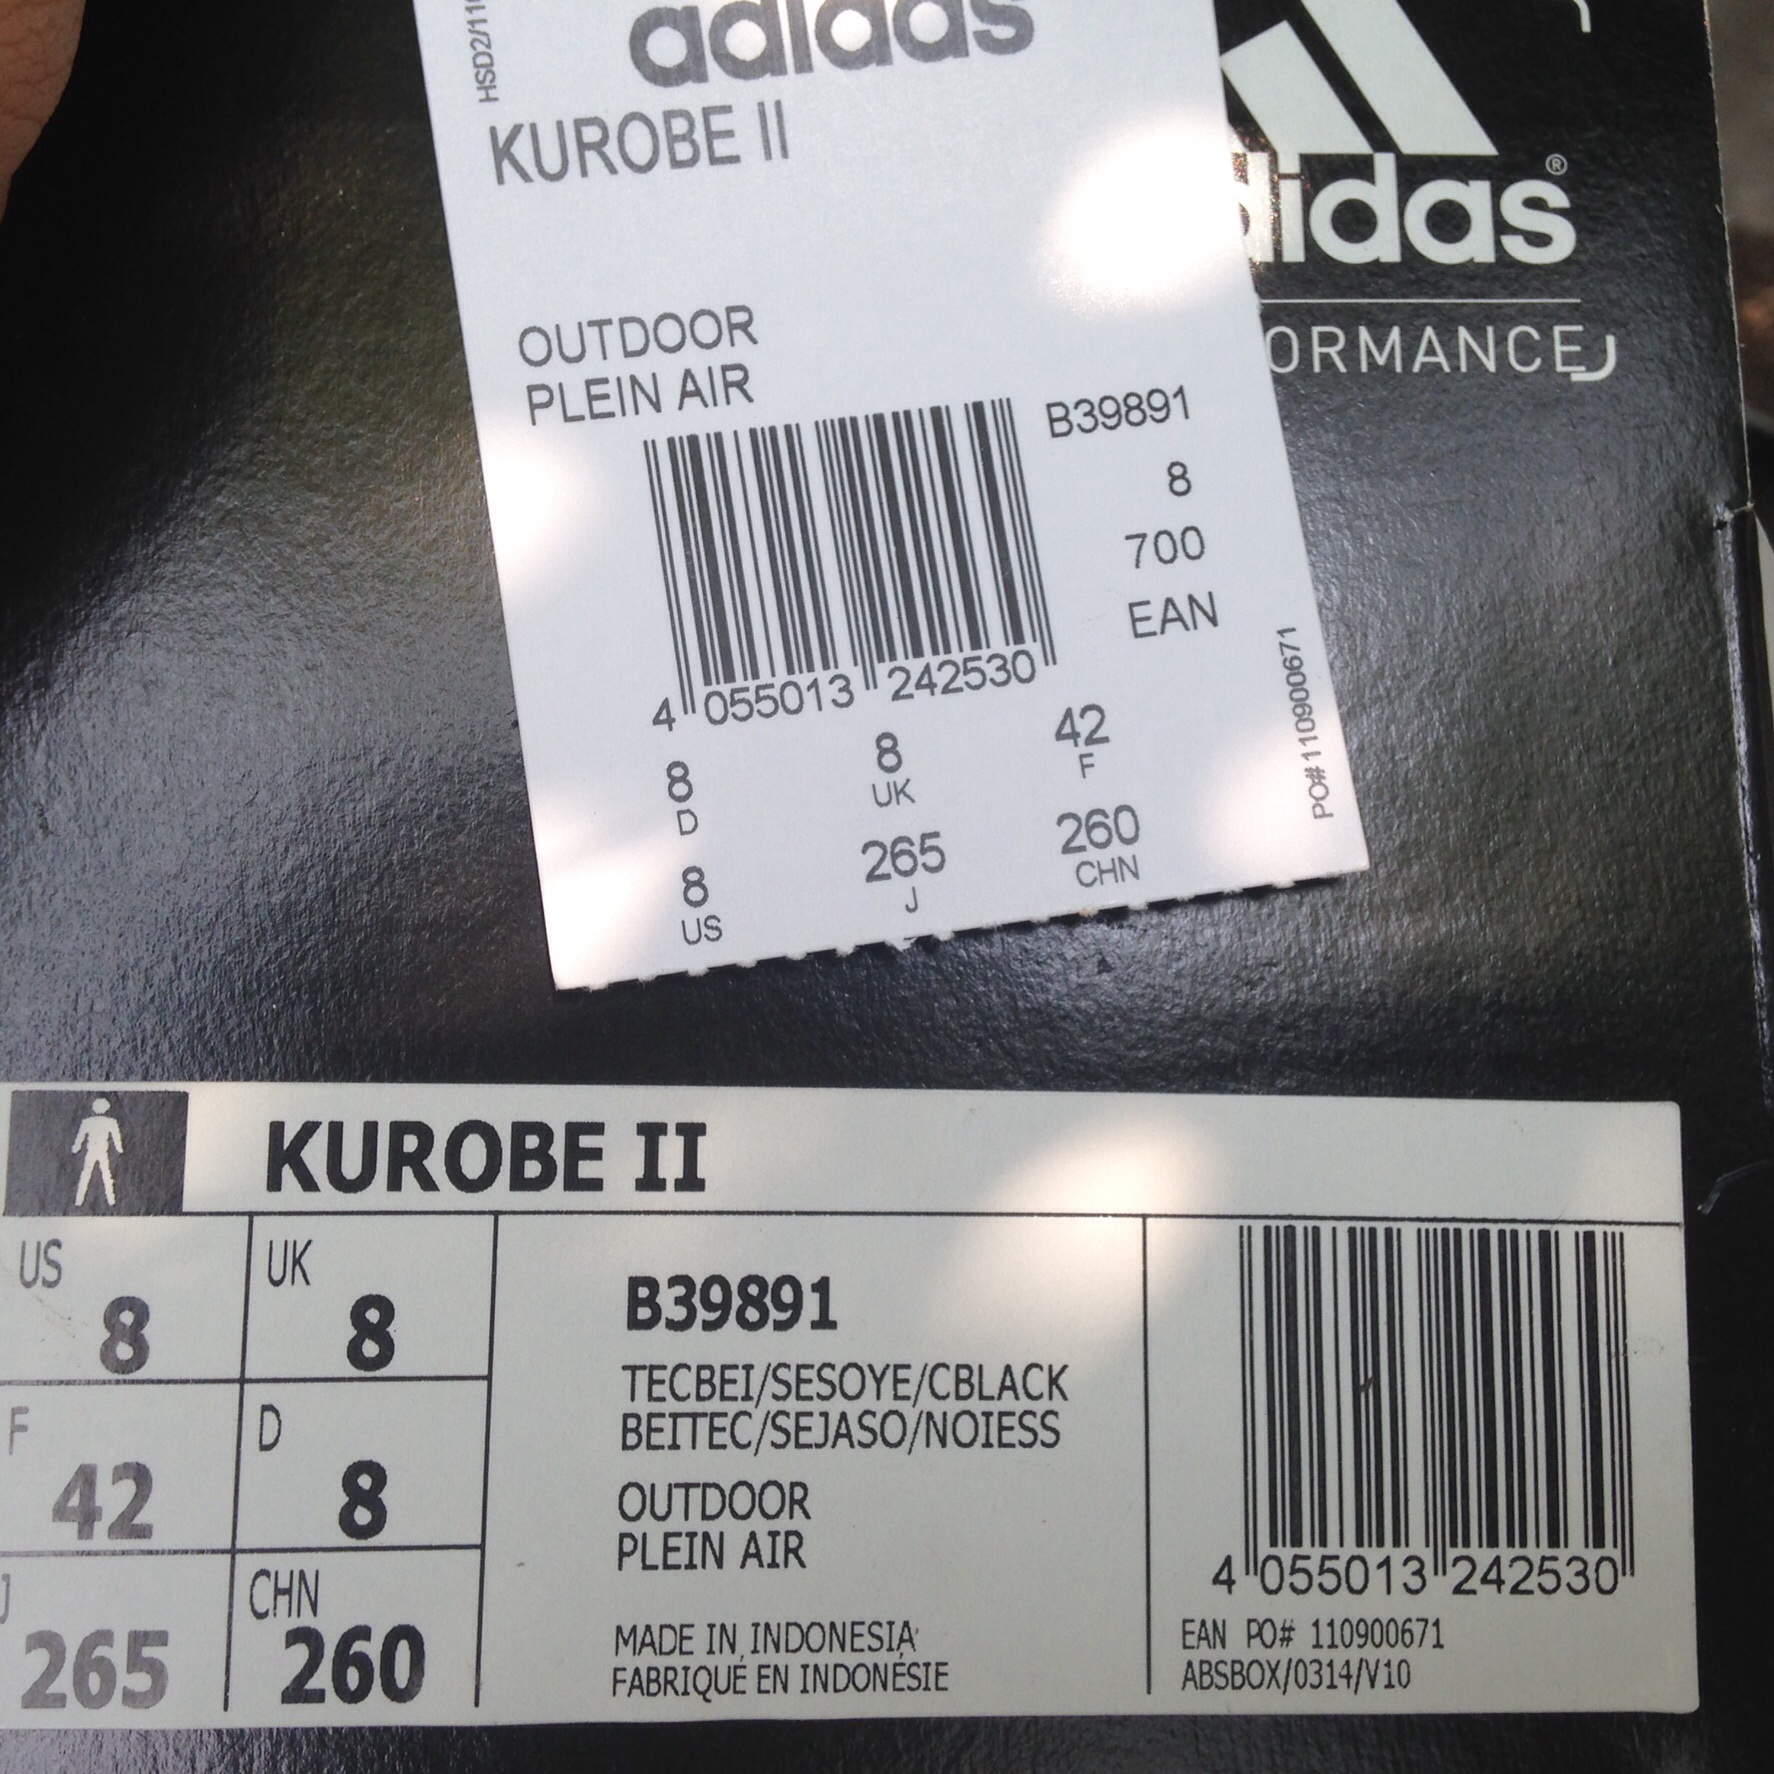 HSD2/110
adidas
KUROBE II
OUTDOOR
PLEIN AIR
B39891
8
700
EAN
4 055013 242530
PO# 110900671
8 8 42
D UK F
8 265 260
US J CHN
adidas®
ORMANCE
KUROBE II
US 8
UK 8
F 42
D 8
J 265
CHN 260
B39891
TECBEI/SESOYE/CBLACK
BEITEC/SEJASO/NOIESS
OUTDOOR
PLEIN AIR
MADE IN INDONESIA
FABRIQUÉ EN INDONÉSIE
4 055013 242530
EAN PO# 110900671
ABSBOX/0314/V10